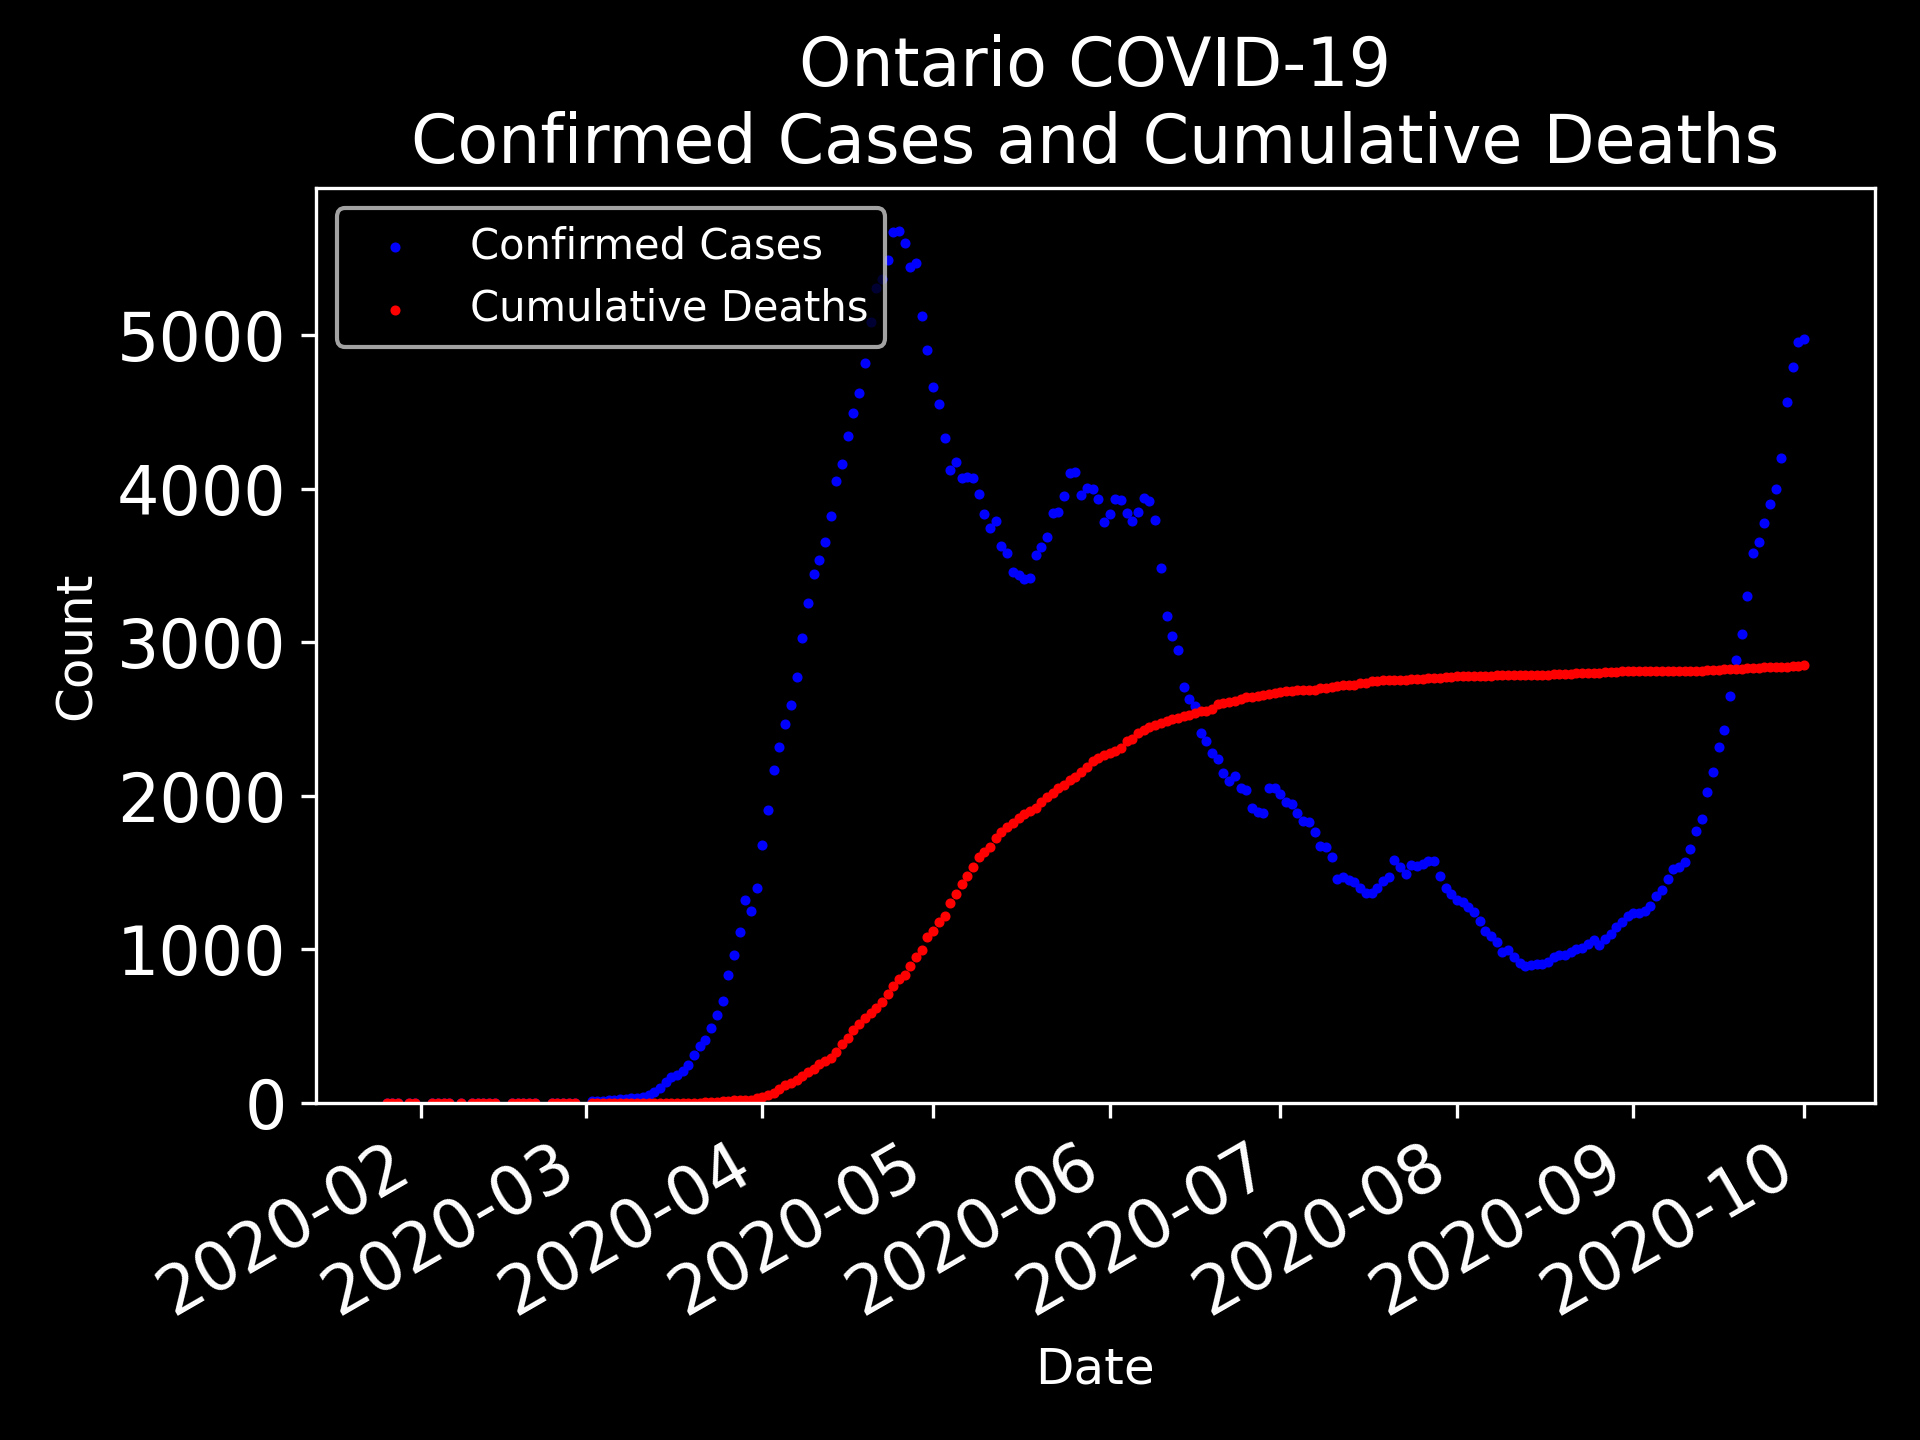 Ontario COVID-19
Confirmed Cases and Cumulative Deaths
Confirmed Cases
Cumulative Deaths
5000
4000
3000
2000
1000
0
Count
2020-02
2020-03
2020-04
2020-05
2020-06
2020-07
2020-08
2020-09
2020-10
Date